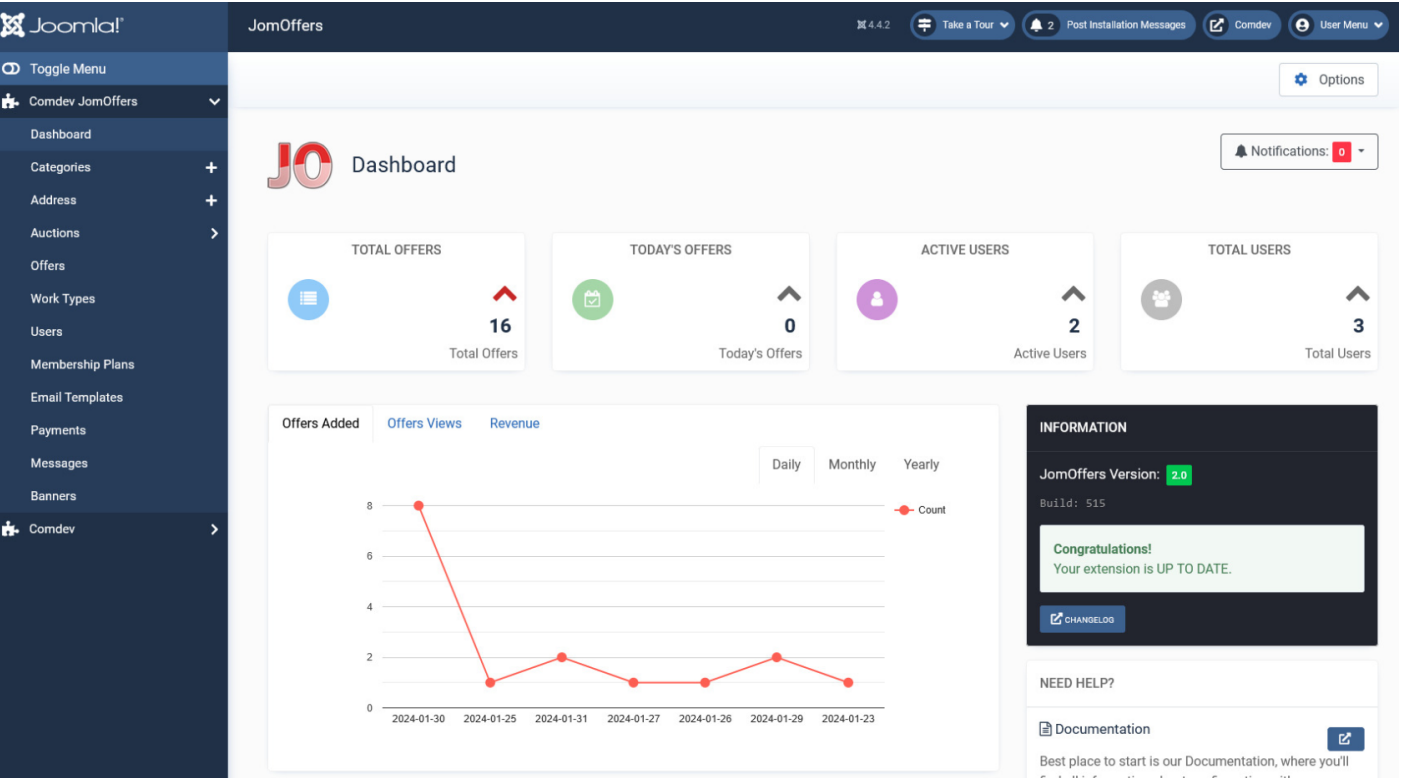 Joomla!
JomOffers
4.4.2
Take a Tour
2 Post Installation Messages
Comdev
User Menu
Toggle Menu
Comdev JomOffers
Dashboard
Categories
Address
Auctions
Offers
Work Types
Users
Membership Plans
Email Templates
Payments
Messages
Banners
Comdev
Options
JO
Dashboard
Notifications: 0
TOTAL OFFERS
16
Total Offers
TODAY'S OFFERS
0
Today's Offers
ACTIVE USERS
2
Active Users
TOTAL USERS
3
Total Users
Offers Added Offers Views Revenue
Daily Monthly Yearly
8
6
4
2
0
Count
2024-01-30 2024-01-25 2024-01-31 2024-01-27 2024-01-26 2024-01-29 2024-01-23
INFORMATION
JomOffers Version: 2.0
Build: 515
Congratulations!
Your extension is UP TO DATE.
CHANGELOG
NEED HELP?
Documentation
Best place to start is our Documentation, where you'll